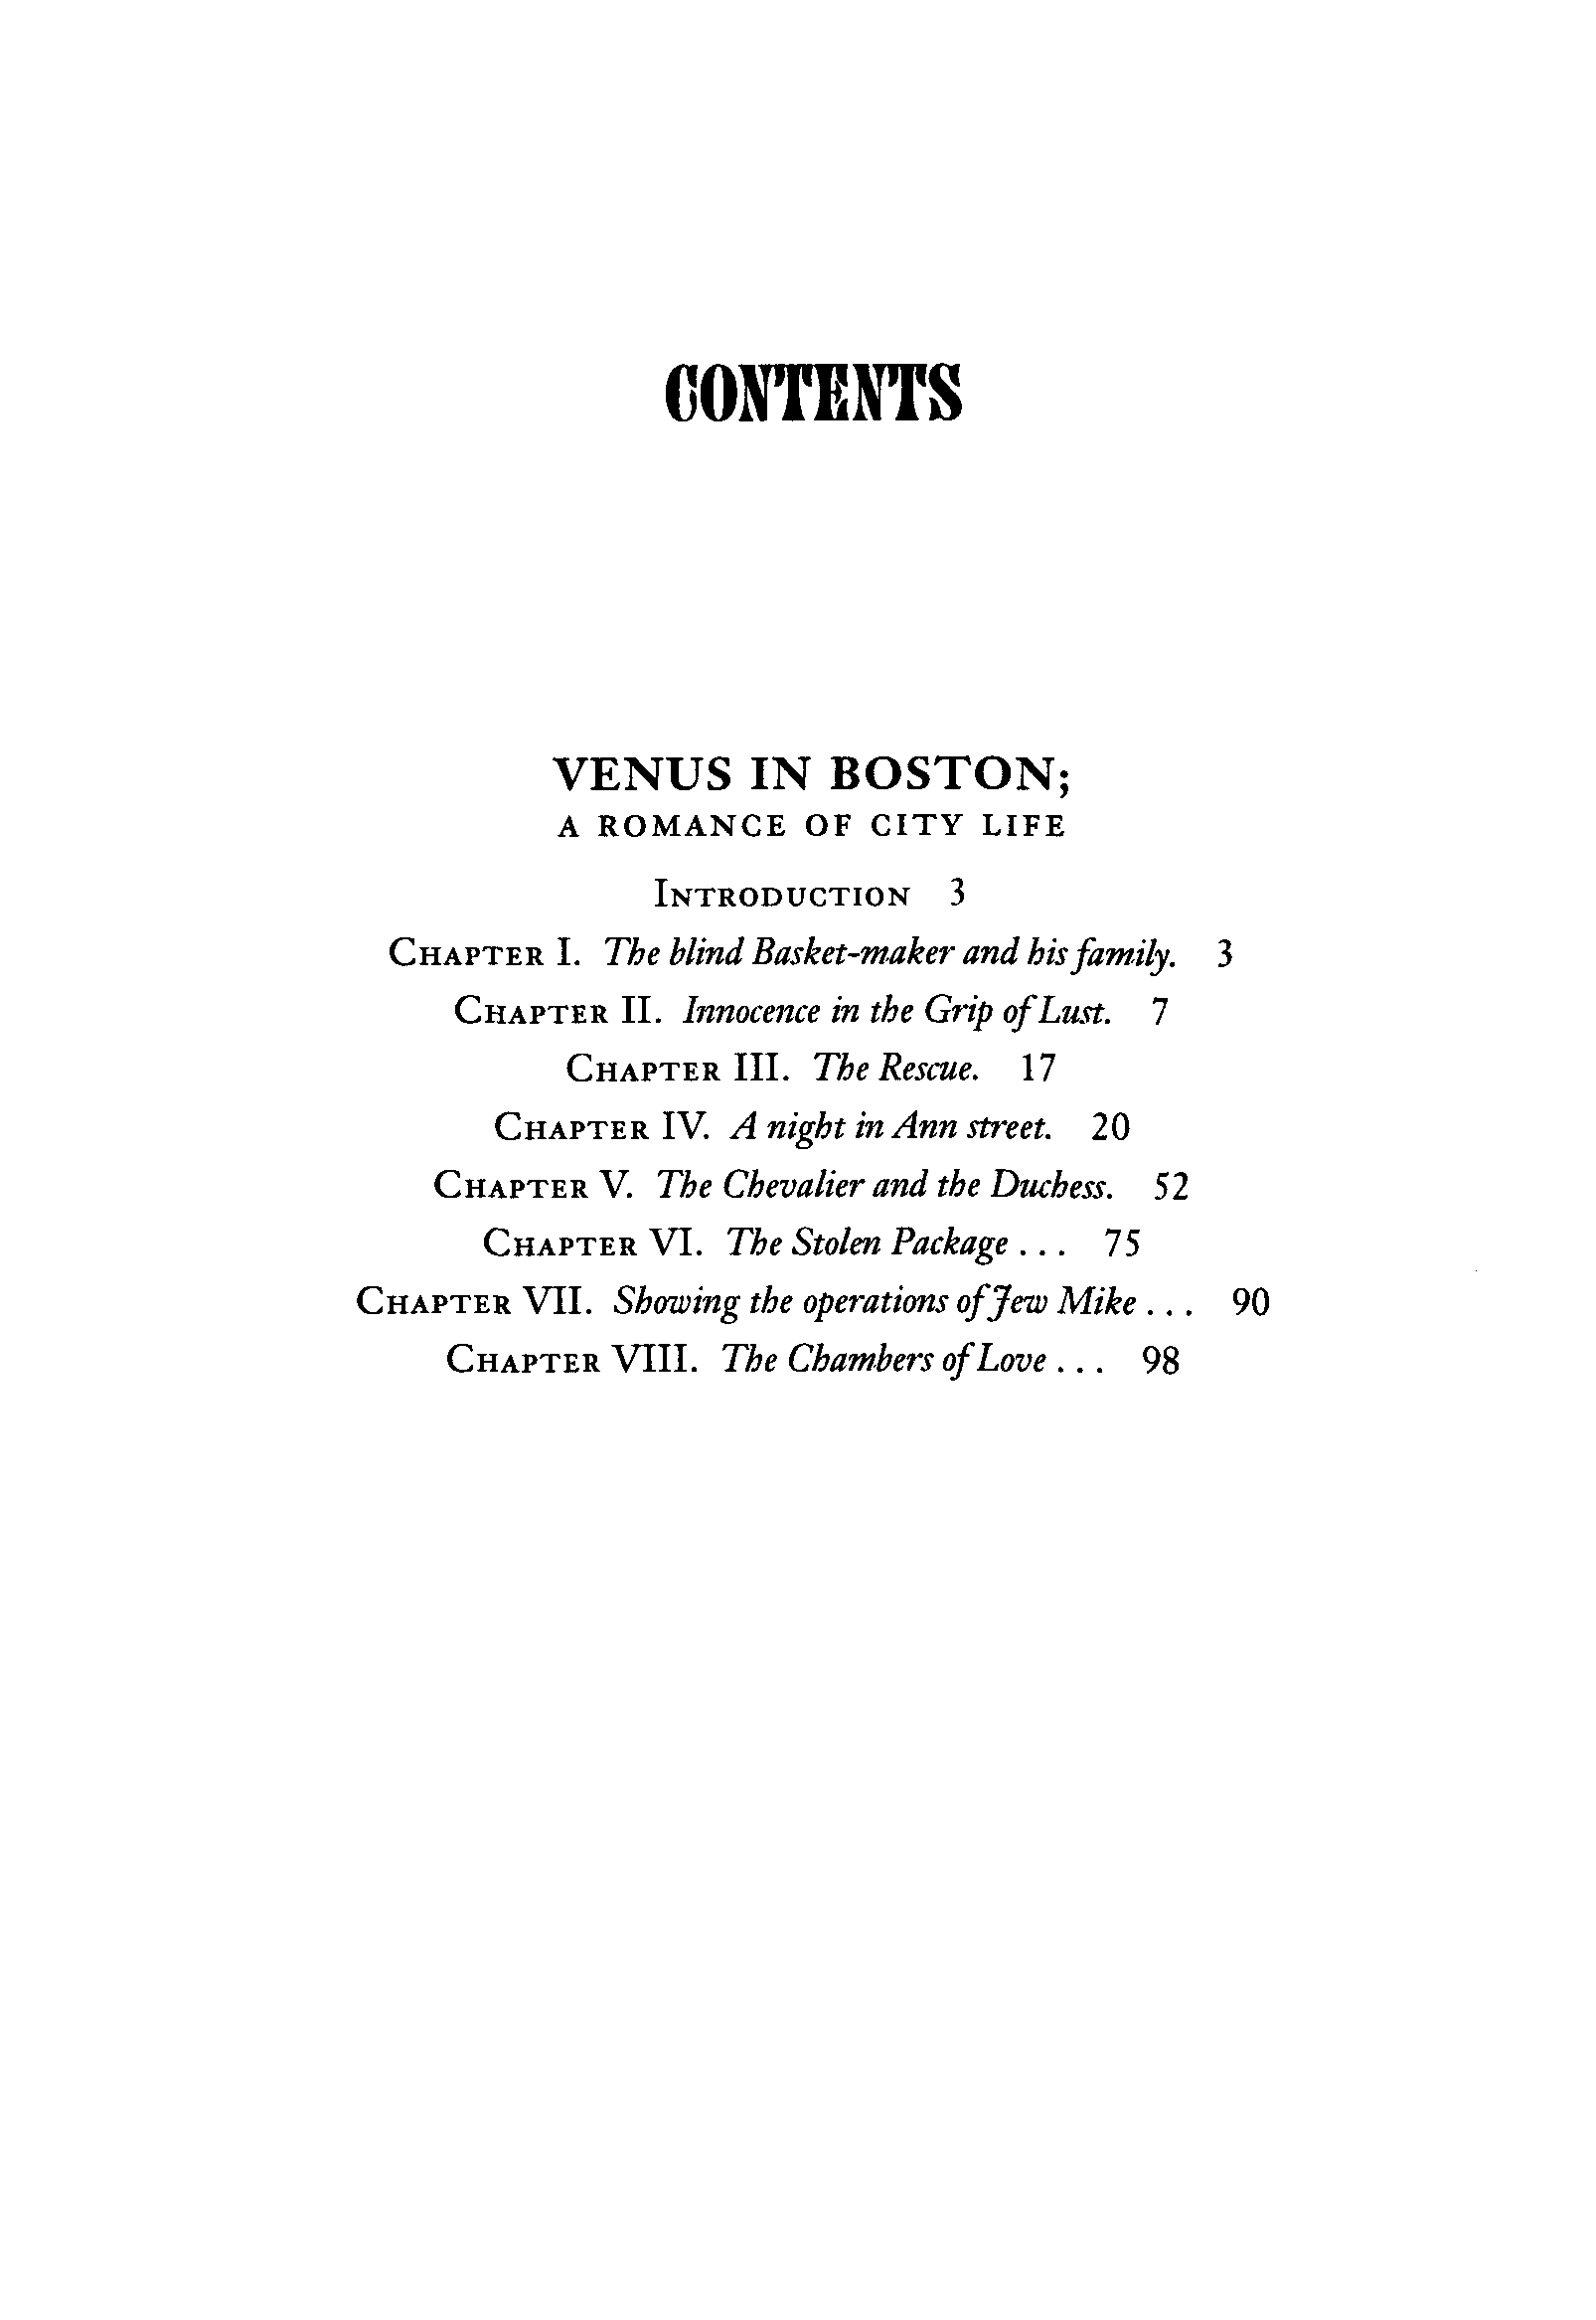 CONTENTS
VENUS IN BOSTON;
A ROMANCE OF CITY LIFE
INTRODUCTION 3
CHAPTER I. The blind Basket-maker and his family. 3
CHAPTER II. Innocence in the Grip of Lust. 7
CHAPTER III. The Rescue. 17
CHAPTER IV. A night in Ann street. 20
CHAPTER V. The Chevalier and the Duchess. 52
CHAPTER VI. The Stolen Package . . . 75
CHAPTER VII. Showing the operations of Jew Mike . . . 90
CHAPTER VIII. The Chambers of Love . . . 98